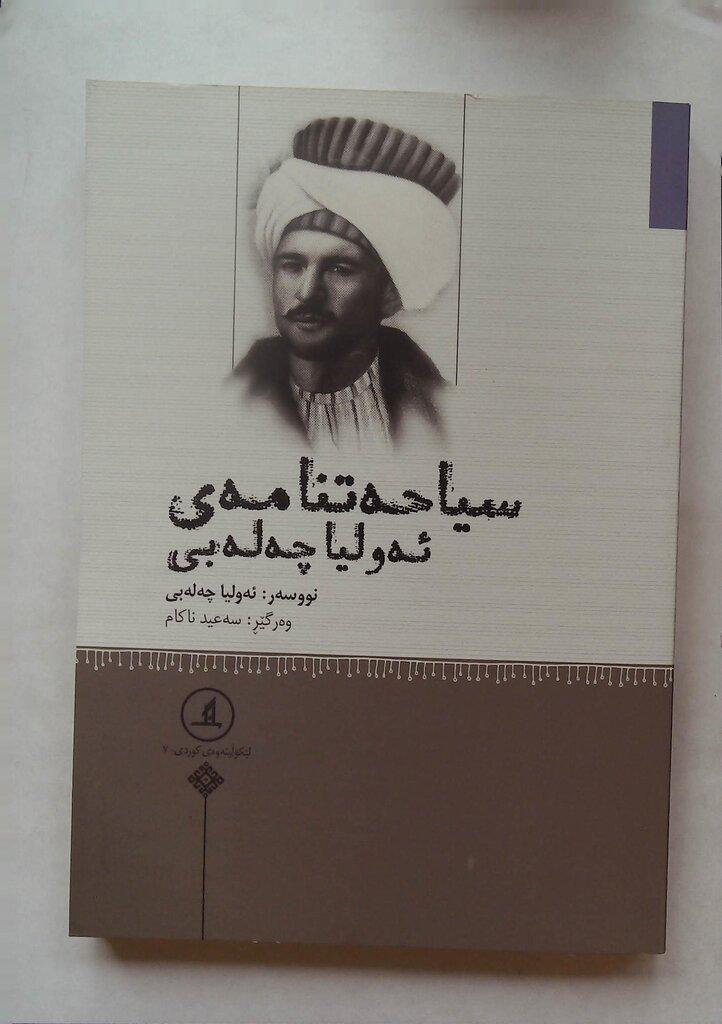 سیاحەتنامەی
ئەولیا چەلەبی
نووسەر: ئەولیا چەلەبی
وەرگێڕ: سەعید ناکام
لێکۆڵینەوەی کوردی- ٧